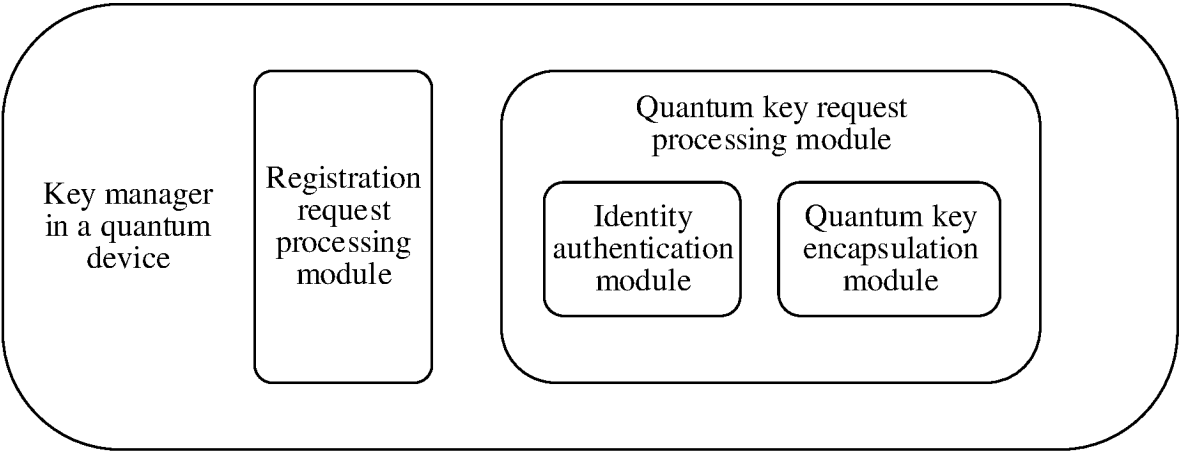 Key manager
in a quantum
device
Registration
request
processing
module
Quantum key request
processing module
Identity
authentication
module
Quantum key
encapsulation
module